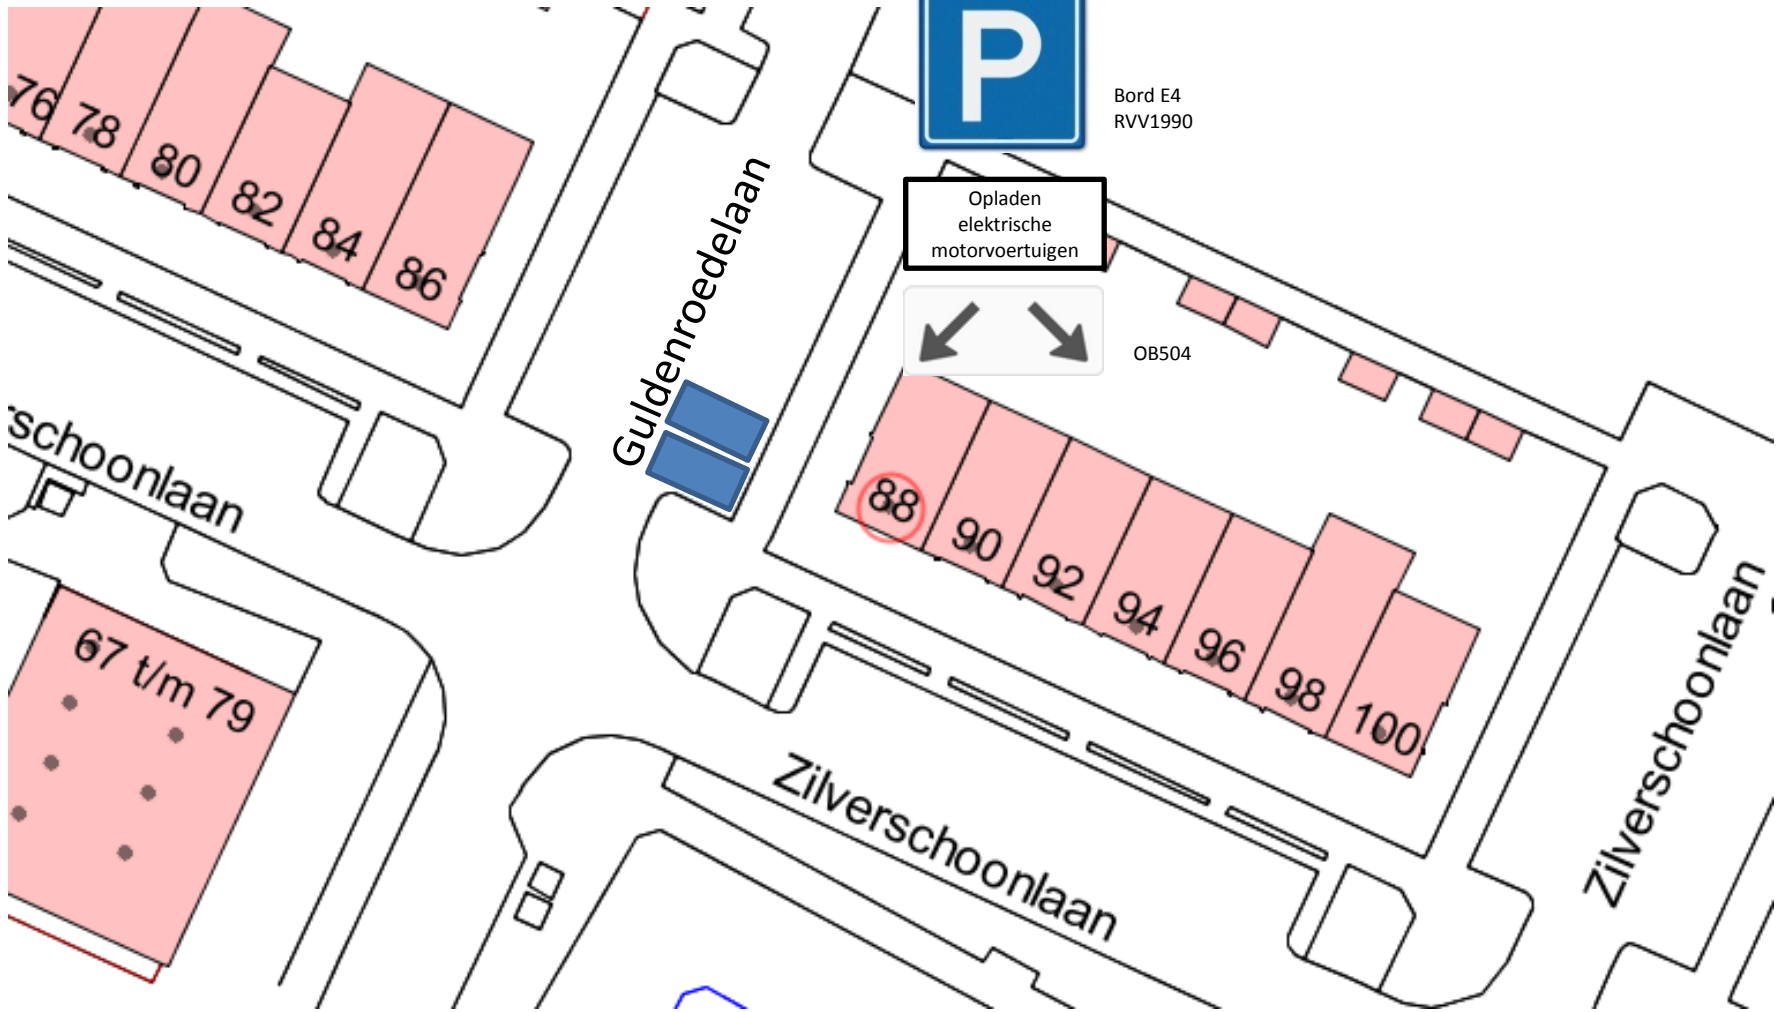 P
Bord E4
RVV1990
Opladen
elektrische
motorvoertuigen
OB504
76
78
80
82
84
86
Guldenroedelaan
schoonlaan
88
90
92
94
96
98
100
67 t/m 79
Zilverschoonlaan
Zilverschoonlaan